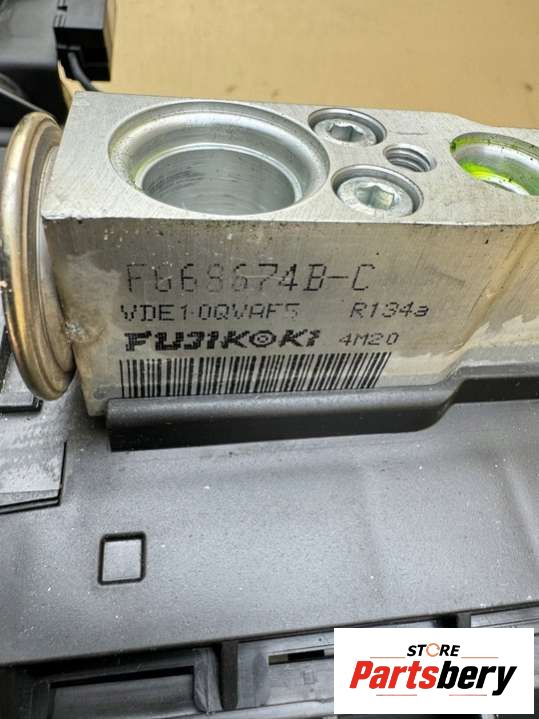 FG68674B-C
VDE10QVAF5 R134a
FUJIKOKI 4M20
STORE
Partsbery